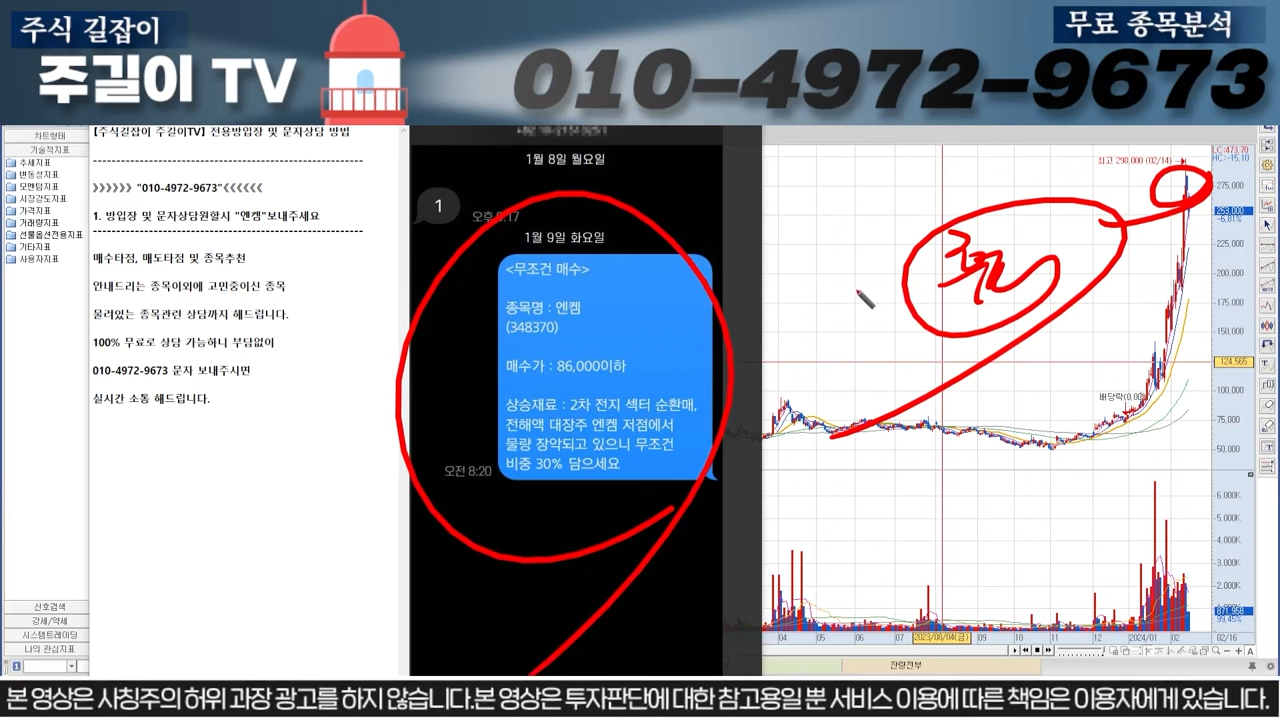 주식 길잡이
주길이 TV
무료 종목분석
010-4972-9673
차트형태
기술적지표
추세지표
변동성지표
모멘텀지표
시장강도지표
가격지표
거래량지표
선물옵션전용지표
기타지표
사용자지표
신호검색
강세/약세
시스템트레이딩
나의 관심지표
[주식길잡이 주길이TV] 전용방입장 및 문자상담 방법
》》》》》》 "010-4972-9673"《《《《《《
1. 방입장 및 문자상담원할시 "엔켐"보내주세요
매수타점, 매도타점 및 종목추천
안내드리는 종목이외에 고민중이신 종목
물려있는 종목관련 상담까지 해드립니다.
100% 무료로 상담 가능하니 부담없이
010-4972-9673 문자 보내주시면
실시간 소통 해드립니다.
1월 8일 월요일
1
1월 9일 화요일
<무조건 매수>
종목명 : 엔켐
(348370)
매수가 : 86,000이하
상승재료 : 2차 전지 섹터 순환매,
전해액 대장주 엔켐 저점에서
물량 장악되고 있으니 무조건
비중 30% 담으세요
오전 8:20
최고 298,000 (02/14)
LC:473,70
HC:-15,10
275,000
253,000
-6,81%
225,000
200,000
175,000
150,000
124,565
100,000
75,000
50,000
배당락(0,00)
6,000K
5,000K
4,000K
3,000K
2,000K
871,958
99,45%
04 05 06 07 2023/08/04(금) 09 10 11 12 2024/01 02 02/16
잔량전부
본 영상은 사칭주의 허위 과장 광고를 하지 않습니다.본 영상은 투자판단에 대한 참고용일 뿐 서비스 이용에 따른 책임은 이용자에게 있습니다.